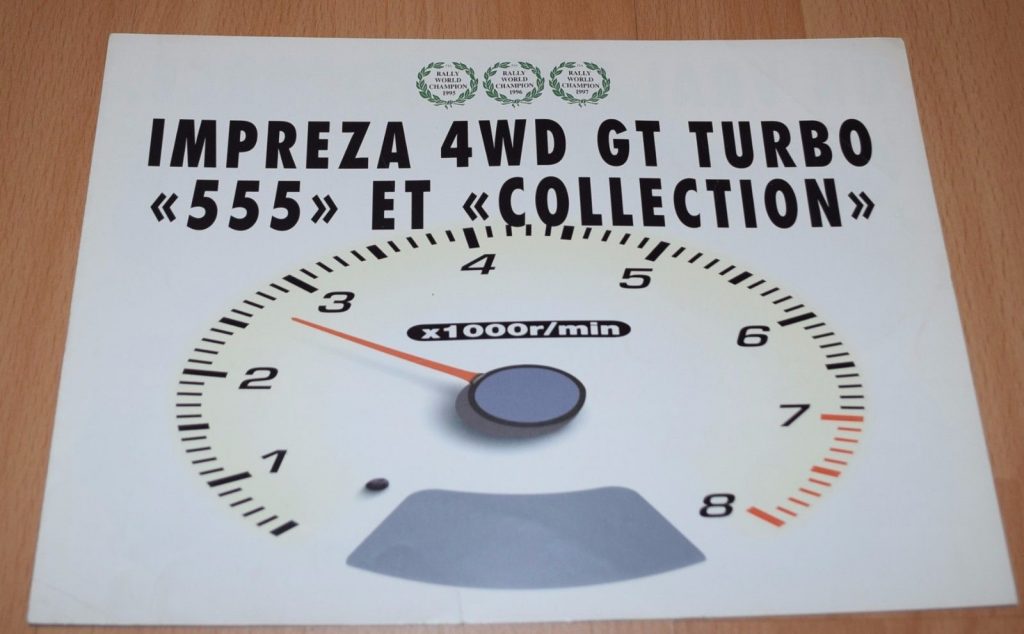 RALLY
WORLD
CHAMPION
1995
RALLY
WORLD
CHAMPION
1996
RALLY
WORLD
CHAMPION
1997
IMPREZA 4WD GT TURBO
«555» ET «COLLECTION»
4
5
3
x1000r/min
6
2
7
1
8